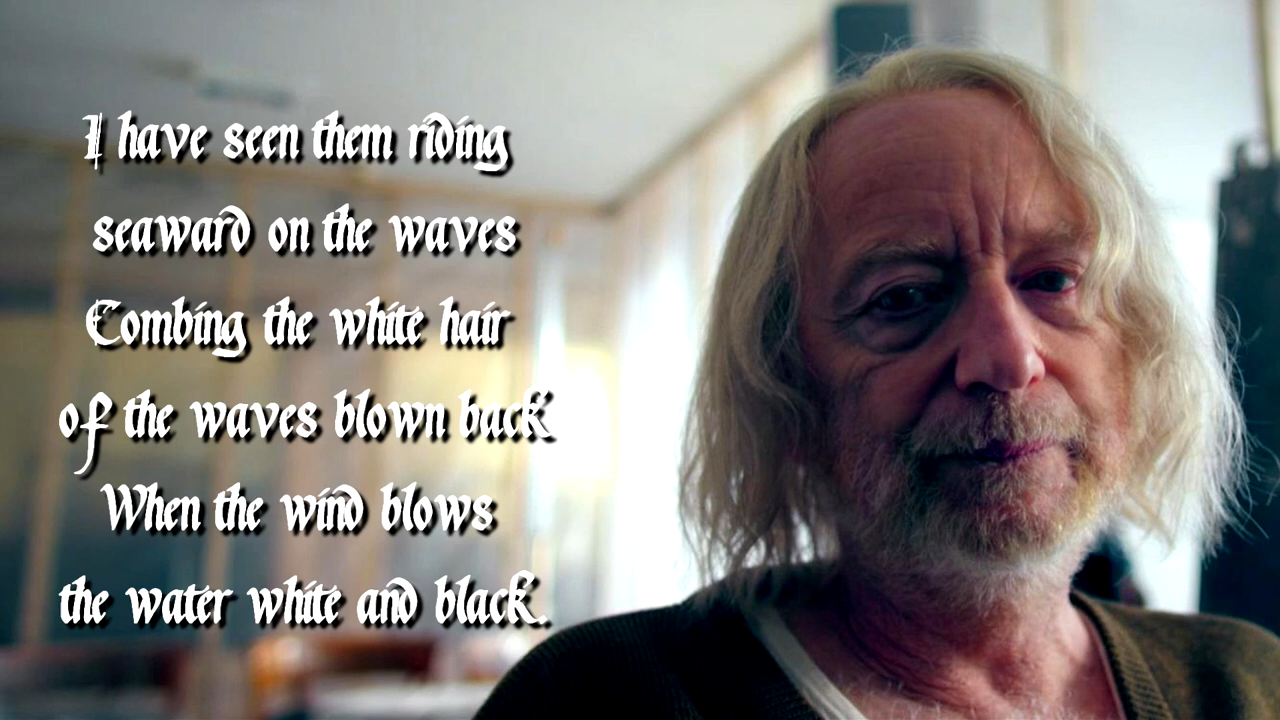 I have seen them riding
seaward on the waves
Combing the white hair
of the waves blown back
When the wind blows
the water white and black.